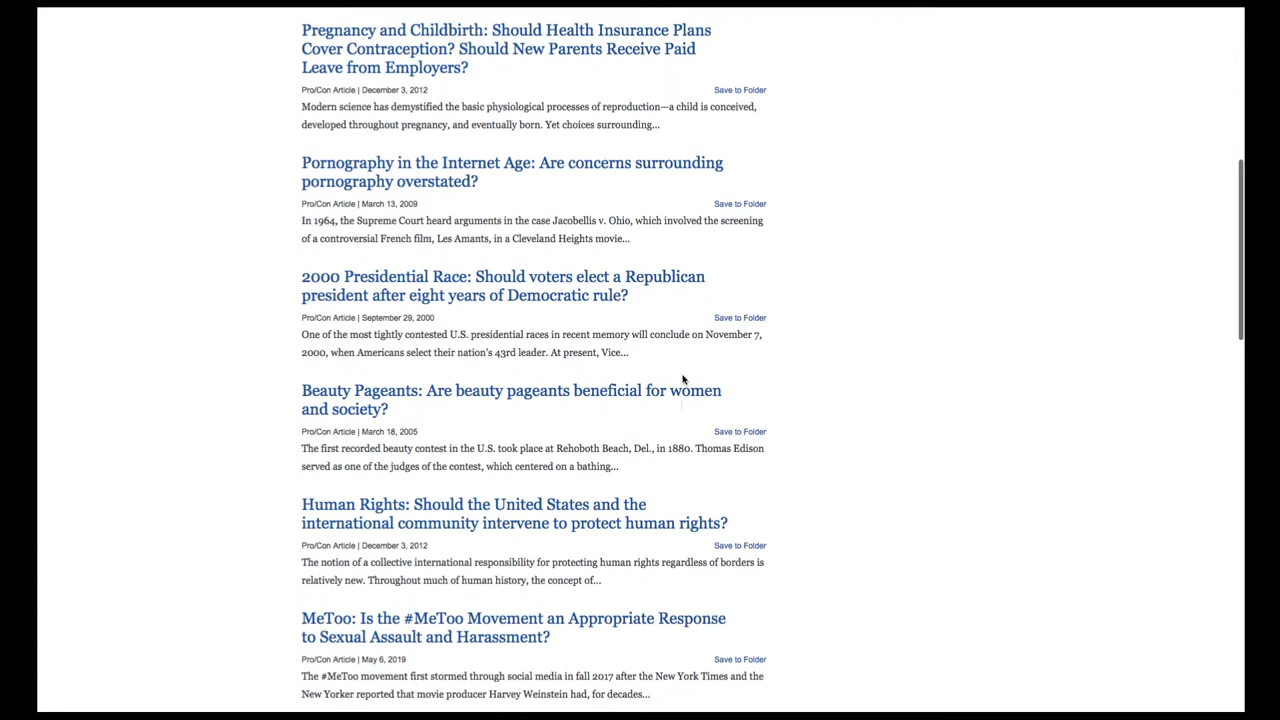 Pregnancy and Childbirth: Should Health Insurance Plans
Cover Contraception? Should New Parents Receive Paid
Leave from Employers?
Pro/Con Article | December 3, 2012 Save to Folder
Modern science has demystified the basic physiological processes of reproduction—a child is conceived,
developed throughout pregnancy, and eventually born. Yet choices surrounding...
Pornography in the Internet Age: Are concerns surrounding
pornography overstated?
Pro/Con Article | March 13, 2009 Save to Folder
In 1964, the Supreme Court heard arguments in the case Jacobellis v. Ohio, which involved the screening
of a controversial French film, Les Amants, in a Cleveland Heights movie...
2000 Presidential Race: Should voters elect a Republican
president after eight years of Democratic rule?
Pro/Con Article | September 29, 2000 Save to Folder
One of the most tightly contested U.S. presidential races in recent memory will conclude on November 7,
2000, when Americans select their nation's 43rd leader. At present, Vice...
Beauty Pageants: Are beauty pageants beneficial for women
and society?
Pro/Con Article | March 18, 2005 Save to Folder
The first recorded beauty contest in the U.S. took place at Rehoboth Beach, Del., in 1880. Thomas Edison
served as one of the judges of the contest, which centered on a bathing...
Human Rights: Should the United States and the
international community intervene to protect human rights?
Pro/Con Article | December 3, 2012 Save to Folder
The notion of a collective international responsibility for protecting human rights regardless of borders is
relatively new. Throughout much of human history, the concept of...
MeToo: Is the #MeToo Movement an Appropriate Response
to Sexual Assault and Harassment?
Pro/Con Article | May 6, 2019 Save to Folder
The #MeToo movement first stormed through social media in fall 2017 after the New York Times and the
New Yorker reported that movie producer Harvey Weinstein had, for decades...